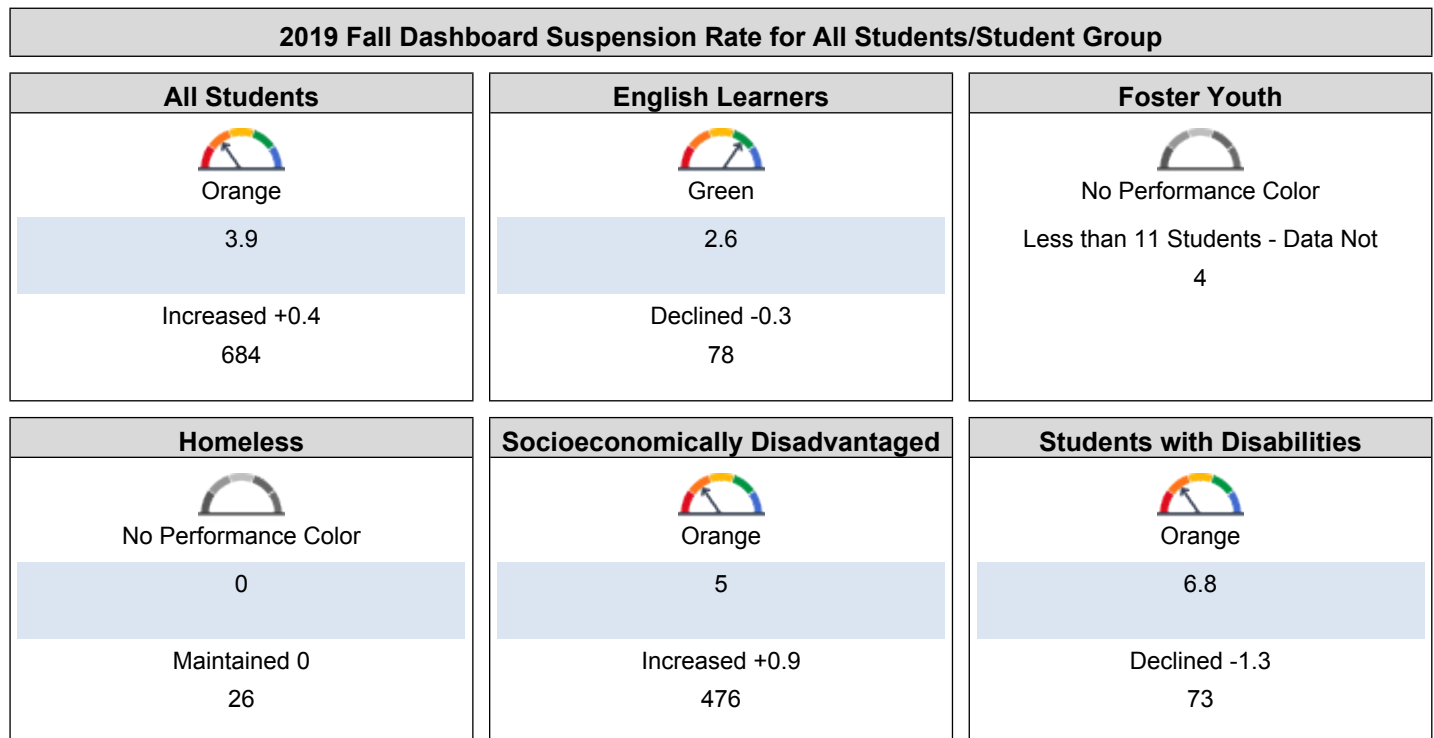 2019 Fall Dashboard Suspension Rate for All Students/Student Group
All Students
Orange
3.9
Increased +0.4
684
English Learners
Green
2.6
Declined -0.3
78
Foster Youth
No Performance Color
Less than 11 Students - Data Not
4
Homeless
No Performance Color
0
Maintained 0
26
Socioeconomically Disadvantaged
Orange
5
Increased +0.9
476
Students with Disabilities
Orange
6.8
Declined -1.3
73